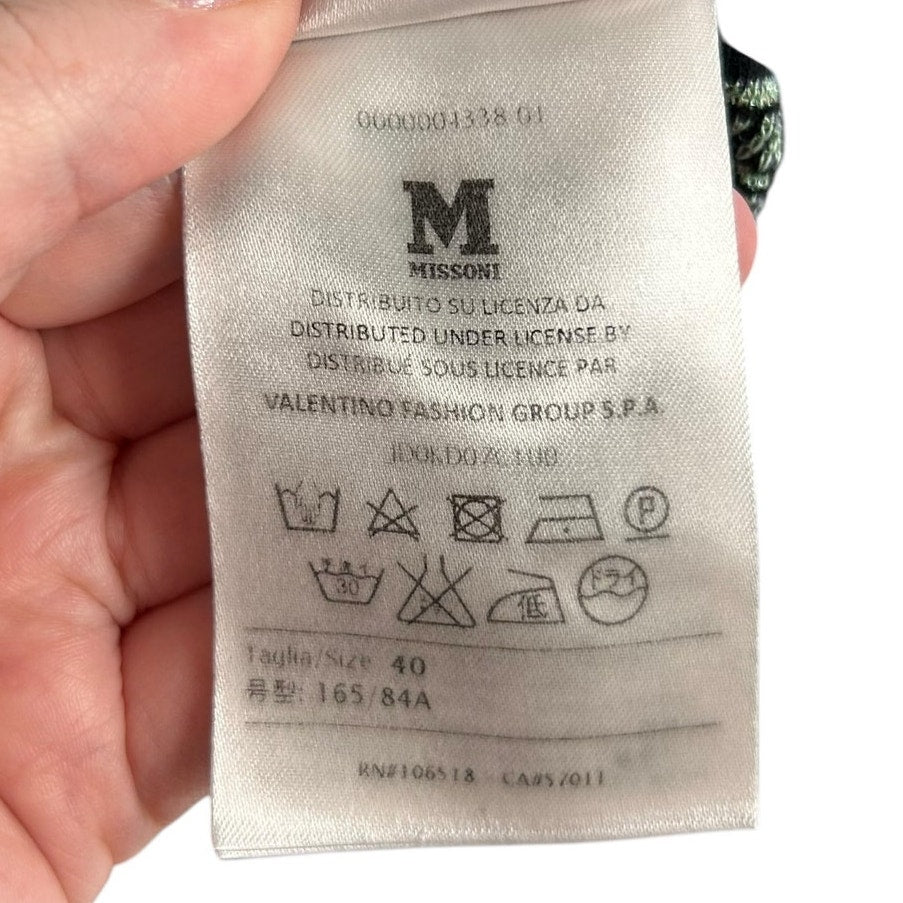 0000004338 01
M
MISSONI
DISTRIBUITO SU LICENZA DA
DISTRIBUTED UNDER LICENSE BY
DISTRIBUÉ SOUS LICENCE PAR
VALENTINO FASHION GROUP S.P.A.
P
30 ドライ
低
Taglia/Size 40
号型: 165/84A
RN#106518 - CA#57011